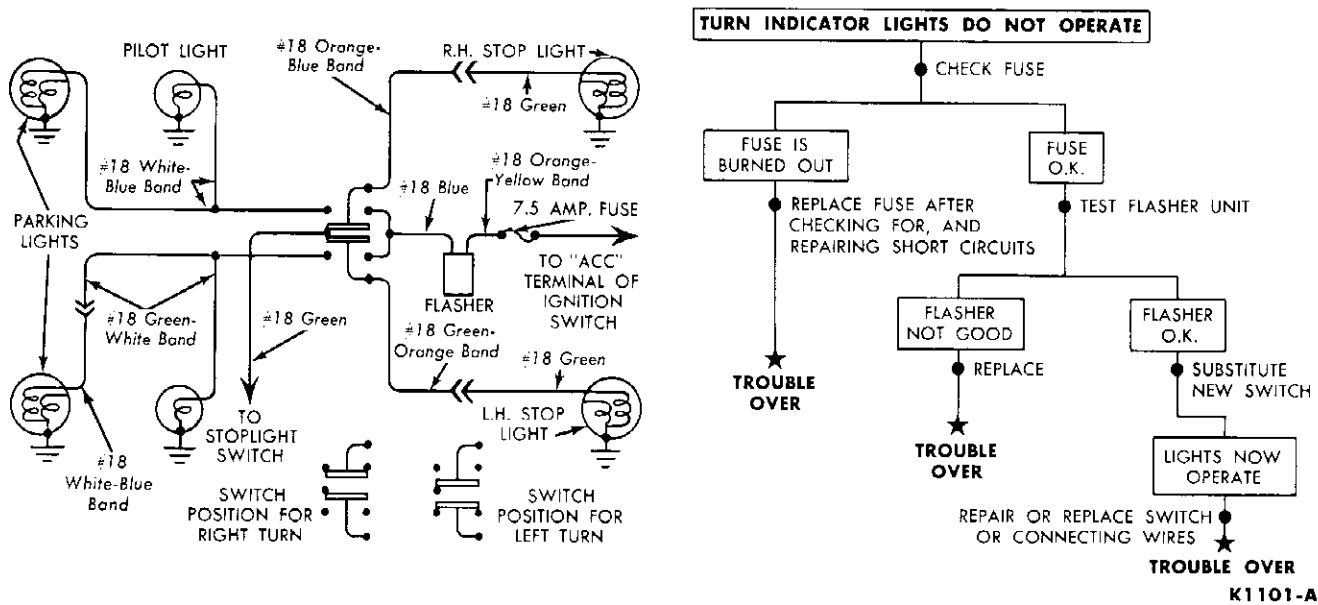 PILOT LIGHT
#18 Orange-
Blue Band
R.H. STOP LIGHT
#18 Green
#18 White-
Blue Band
#18 Orange-
Yellow Band
#18 Blue
7.5 AMP. FUSE
PARKING
LIGHTS
TO "ACC"
TERMINAL OF
IGNITION
SWITCH
FLASHER
#18 Green-
White Band
#18 Green
#18 Green-
Orange Band
#18 Green
L.H. STOP
LIGHT
TO
STOPLIGHT
SWITCH
#18
White-Blue
Band
SWITCH
POSITION FOR
RIGHT TURN
SWITCH
POSITION FOR
LEFT TURN
TURN INDICATOR LIGHTS DO NOT OPERATE
CHECK FUSE
FUSE IS
BURNED OUT
FUSE
O.K.
REPLACE FUSE AFTER
CHECKING FOR, AND
REPAIRING SHORT CIRCUITS
TEST FLASHER UNIT
FLASHER
NOT GOOD
FLASHER
O.K.
TROUBLE
OVER
REPLACE
SUBSTITUTE
NEW SWITCH
TROUBLE
OVER
LIGHTS NOW
OPERATE
REPAIR OR REPLACE SWITCH
OR CONNECTING WIRES
TROUBLE OVER
K1101-A